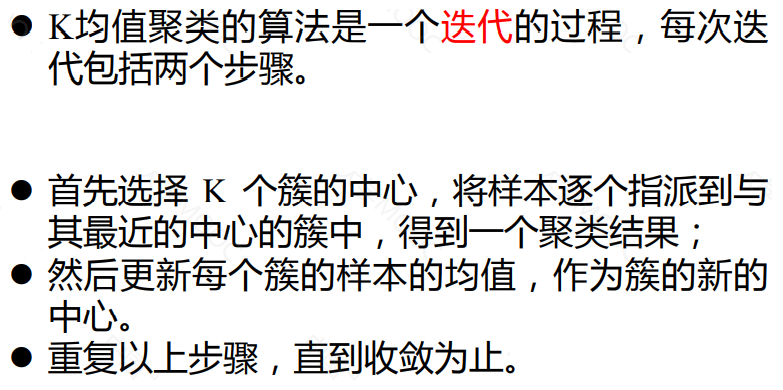 ● K均值聚类的算法是一个迭代的过程，每次迭
代包括两个步骤。
● 首先选择 K 个簇的中心，将样本逐个指派到与
其最近的中心的簇中，得到一个聚类结果；
● 然后更新每个簇的样本的均值，作为簇的新的
中心。
● 重复以上步骤，直到收敛为止。